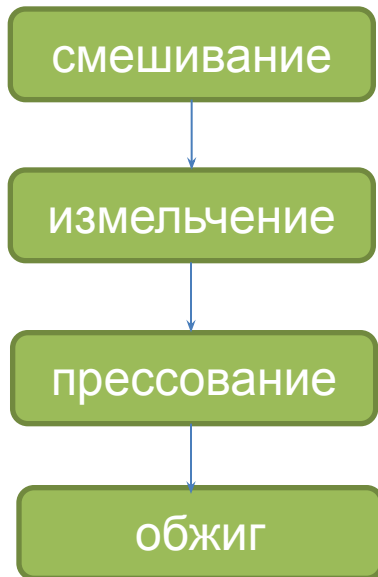 смешивание
измельчение
прессование
обжиг